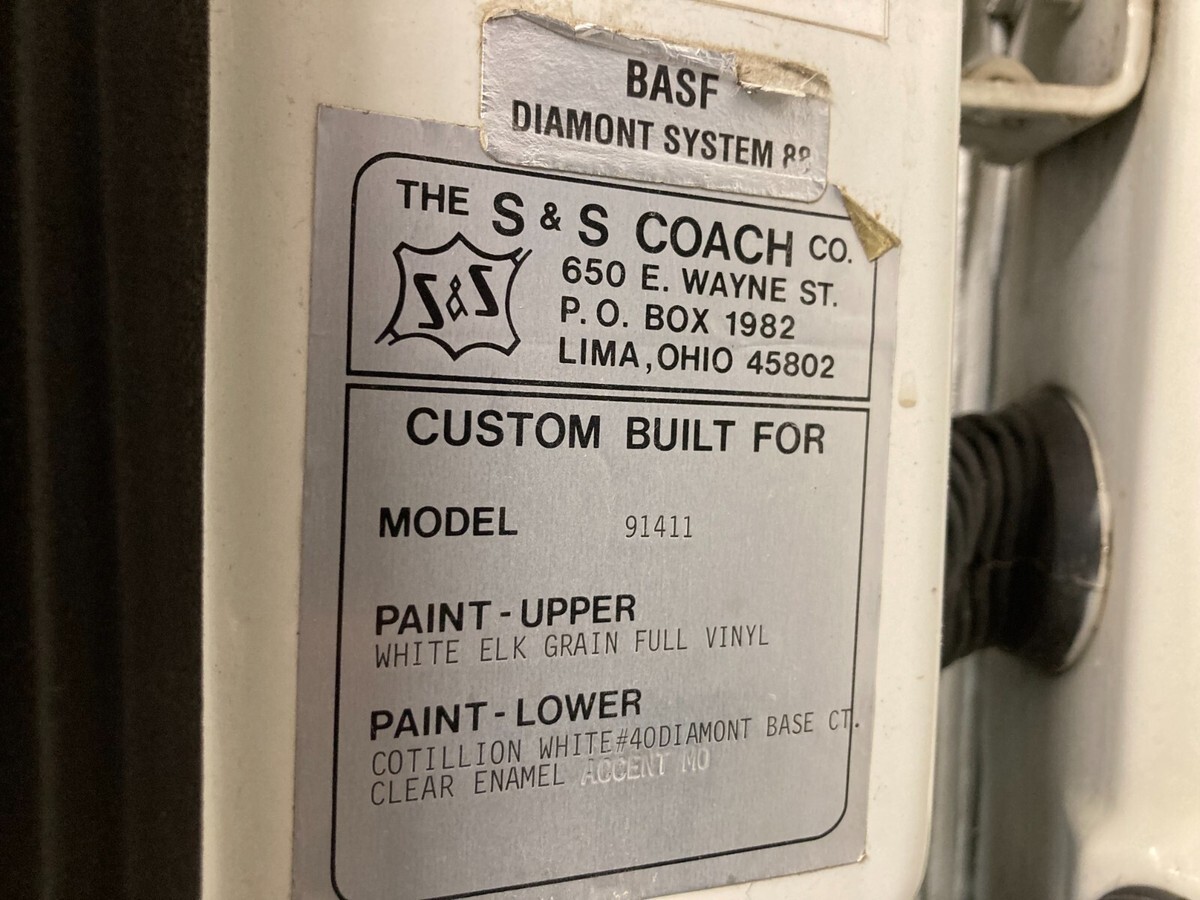 BASF
DIAMONT SYSTEM 88
THE S & S COACH CO.
S&S
650 E. WAYNE ST.
P.O. BOX 1982
LIMA, OHIO 45802
CUSTOM BUILT FOR
MODEL 91411
PAINT-UPPER
WHITE ELK GRAIN FULL VINYL
PAINT-LOWER
COTILLION WHITE#40DIAMONT BASE CT.
CLEAR ENAMEL ACCENT MO